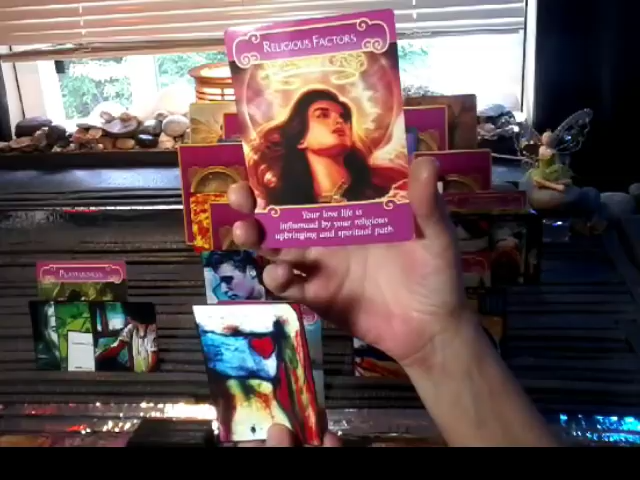 Religious Factors
Your love life is
influenced by your religious
upbringing and spiritual path
Playfulness